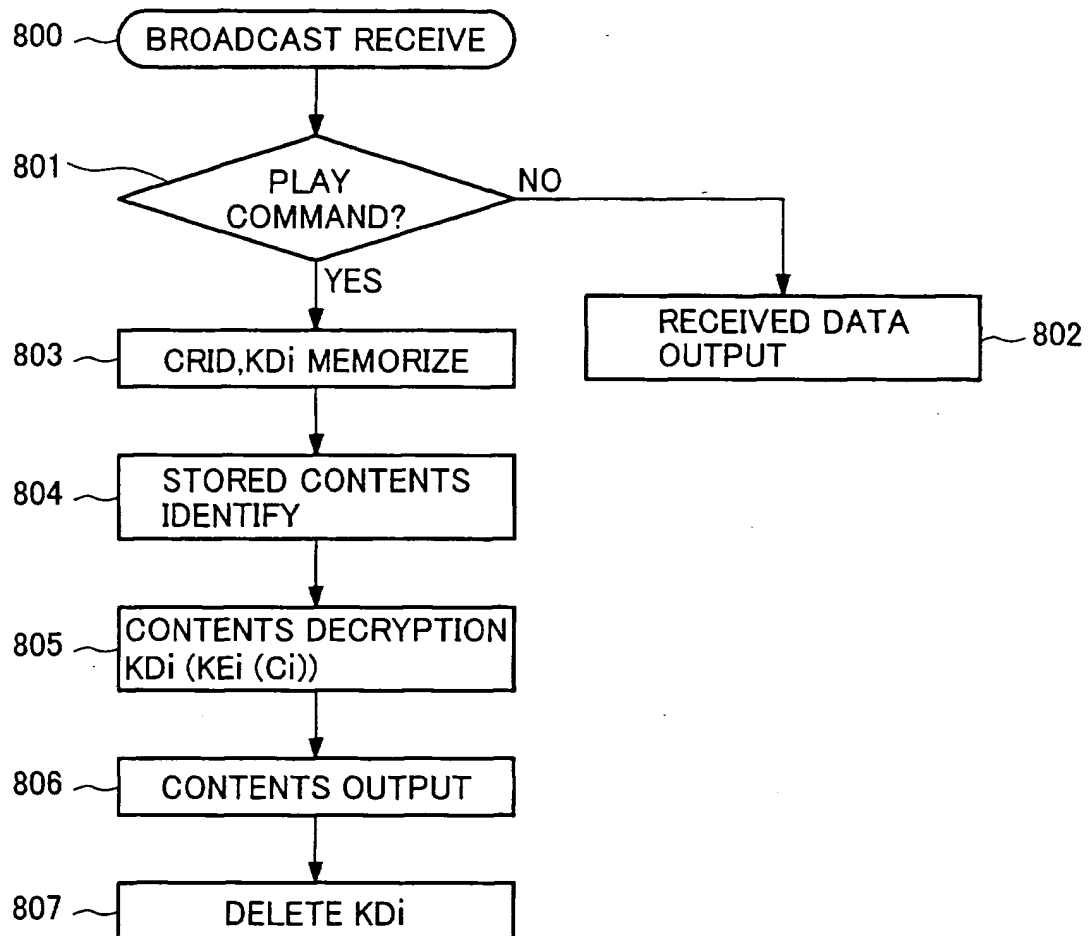 800
BROADCAST RECEIVE
801
PLAY
COMMAND?
NO
YES
RECEIVED DATA
OUTPUT
802
803
CRID,KDi MEMORIZE
804
STORED CONTENTS
IDENTIFY
805
CONTENTS DECRYPTION
KDi (KEi (Ci))
806
CONTENTS OUTPUT
807
DELETE KDi